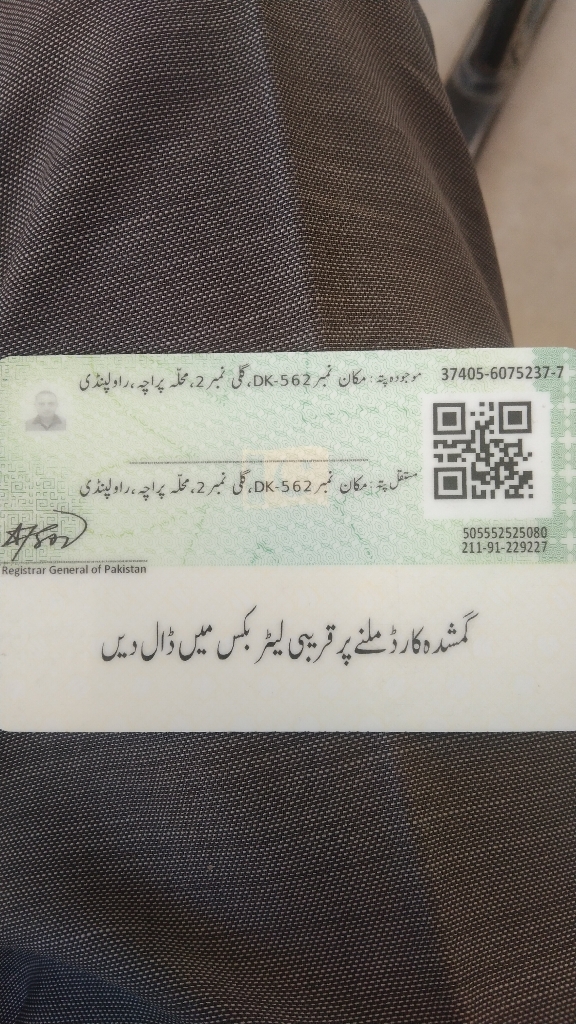 37405-6075237-7
موجودہ پتہ: مکان نمبر DK-562، گلی نمبر 2، محلّہ پراچہ، راولپنڈی
مستقل پتہ: مکان نمبر DK-562، گلی نمبر 2، محلّہ پراچہ، راولپنڈی
505552525080
211-91-229227
Registrar General of Pakistan
گمشدہ کارڈ ملنے پر قریبی لیٹر بکس میں ڈال دیں